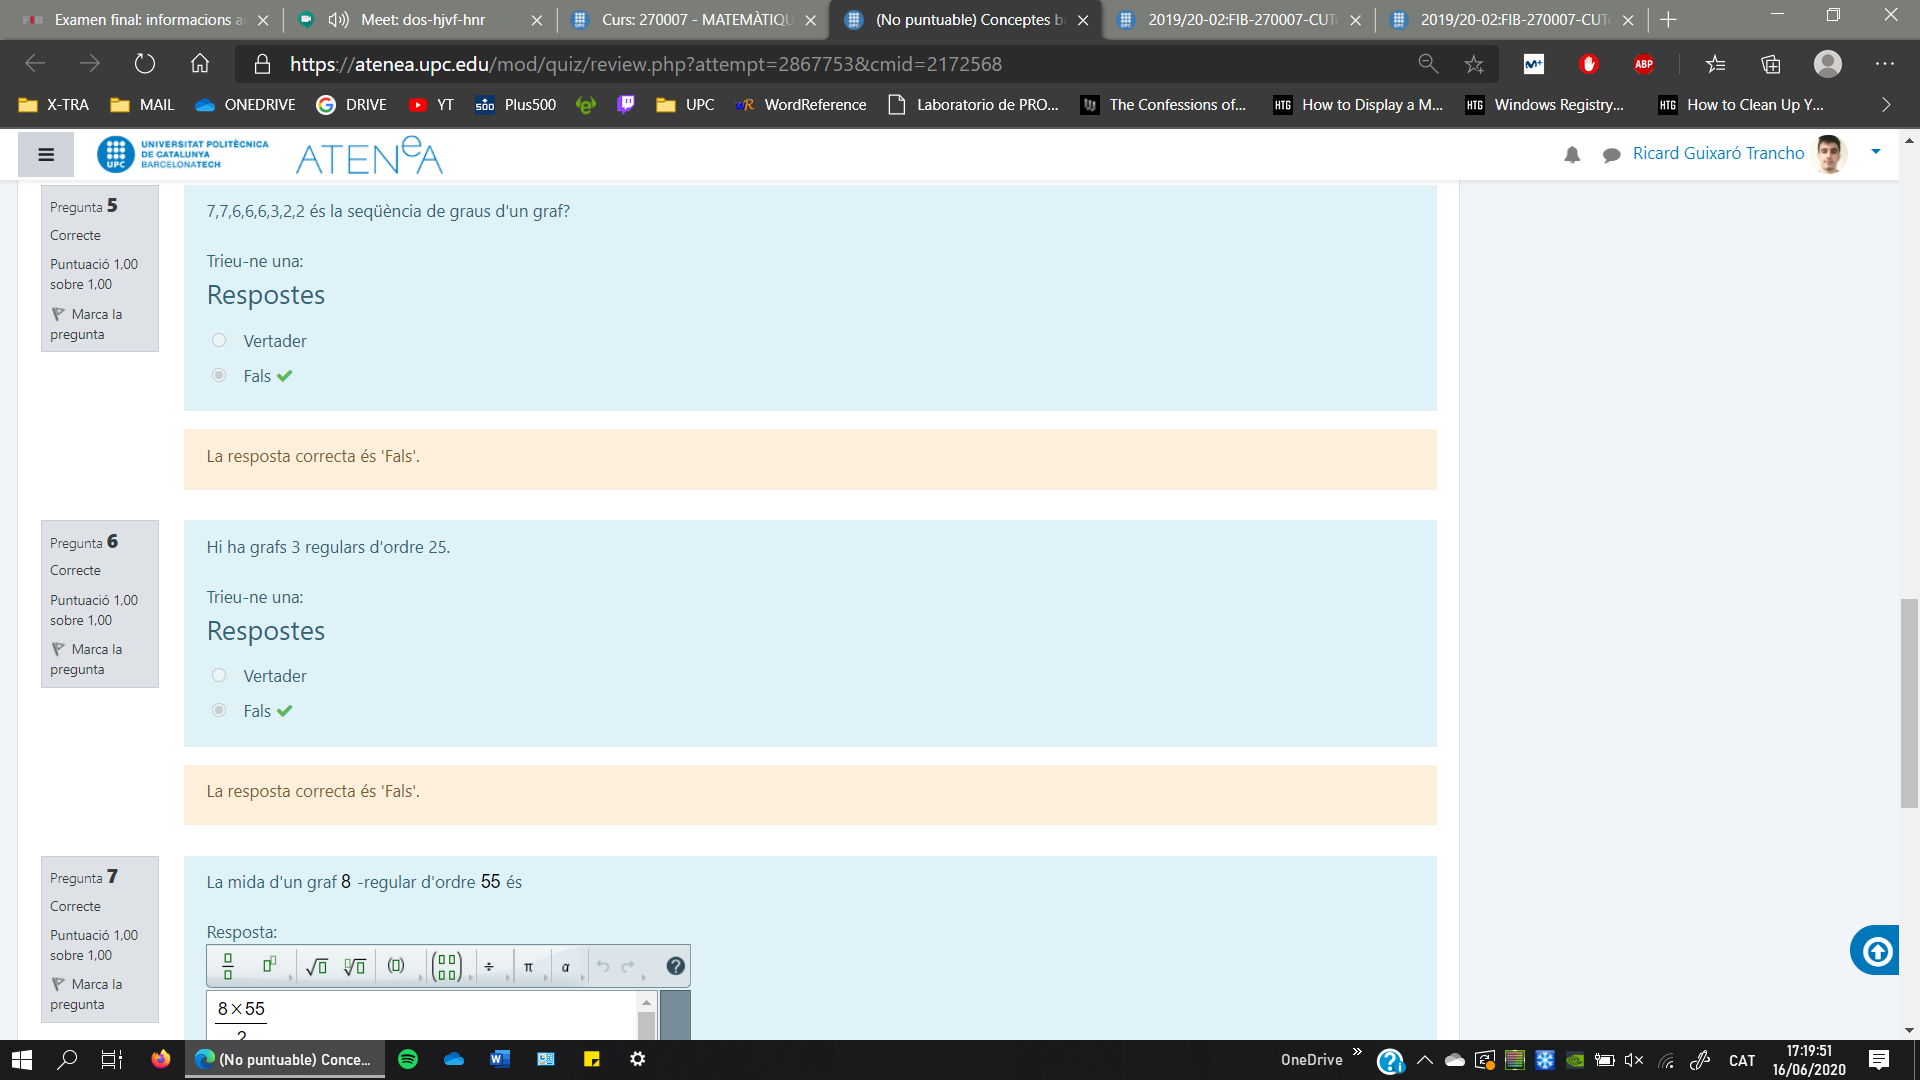 Examen final: informacions a
Meet: dos-hjvf-hnr
Curs: 270007 - MATEMÀTIQU
(No puntuable) Conceptes b
2019/20-02:FIB-270007-CUT
2019/20-02:FIB-270007-CUT
https://atenea.upc.edu/mod/quiz/review.php?attempt=2867753&cmid=2172568
ABP
X-TRA
MAIL
ONEDRIVE
DRIVE
YT
Plus500
UPC
WordReference
Laboratorio de PRO...
The Confessions of...
HTG How to Display a M...
HTG Windows Registry...
HTG How to Clean Up Y...
UPC
UNIVERSITAT POLITÈCNICA
DE CATALUNYA
BARCELONATECH
ATENeA
Ricard Guixaró Trancho
Pregunta 5
Correcte
Puntuació 1,00
sobre 1,00
Marca la
pregunta
7,7,6,6,6,3,2,2 és la seqüència de graus d'un graf?
Trieu-ne una:
Respostes
Vertader
Fals
La resposta correcta és 'Fals'.
Pregunta 6
Correcte
Puntuació 1,00
sobre 1,00
Marca la
pregunta
Hi ha grafs 3 regulars d'ordre 25.
Trieu-ne una:
Respostes
Vertader
Fals
La resposta correcta és 'Fals'.
Pregunta 7
Correcte
Puntuació 1,00
sobre 1,00
Marca la
pregunta
La mida d'un graf 8 -regular d'ordre 55 és
Resposta:
÷ π α
8×55
2
(No puntuable) Conce...
OneDrive
CAT
17:19:51
16/06/2020